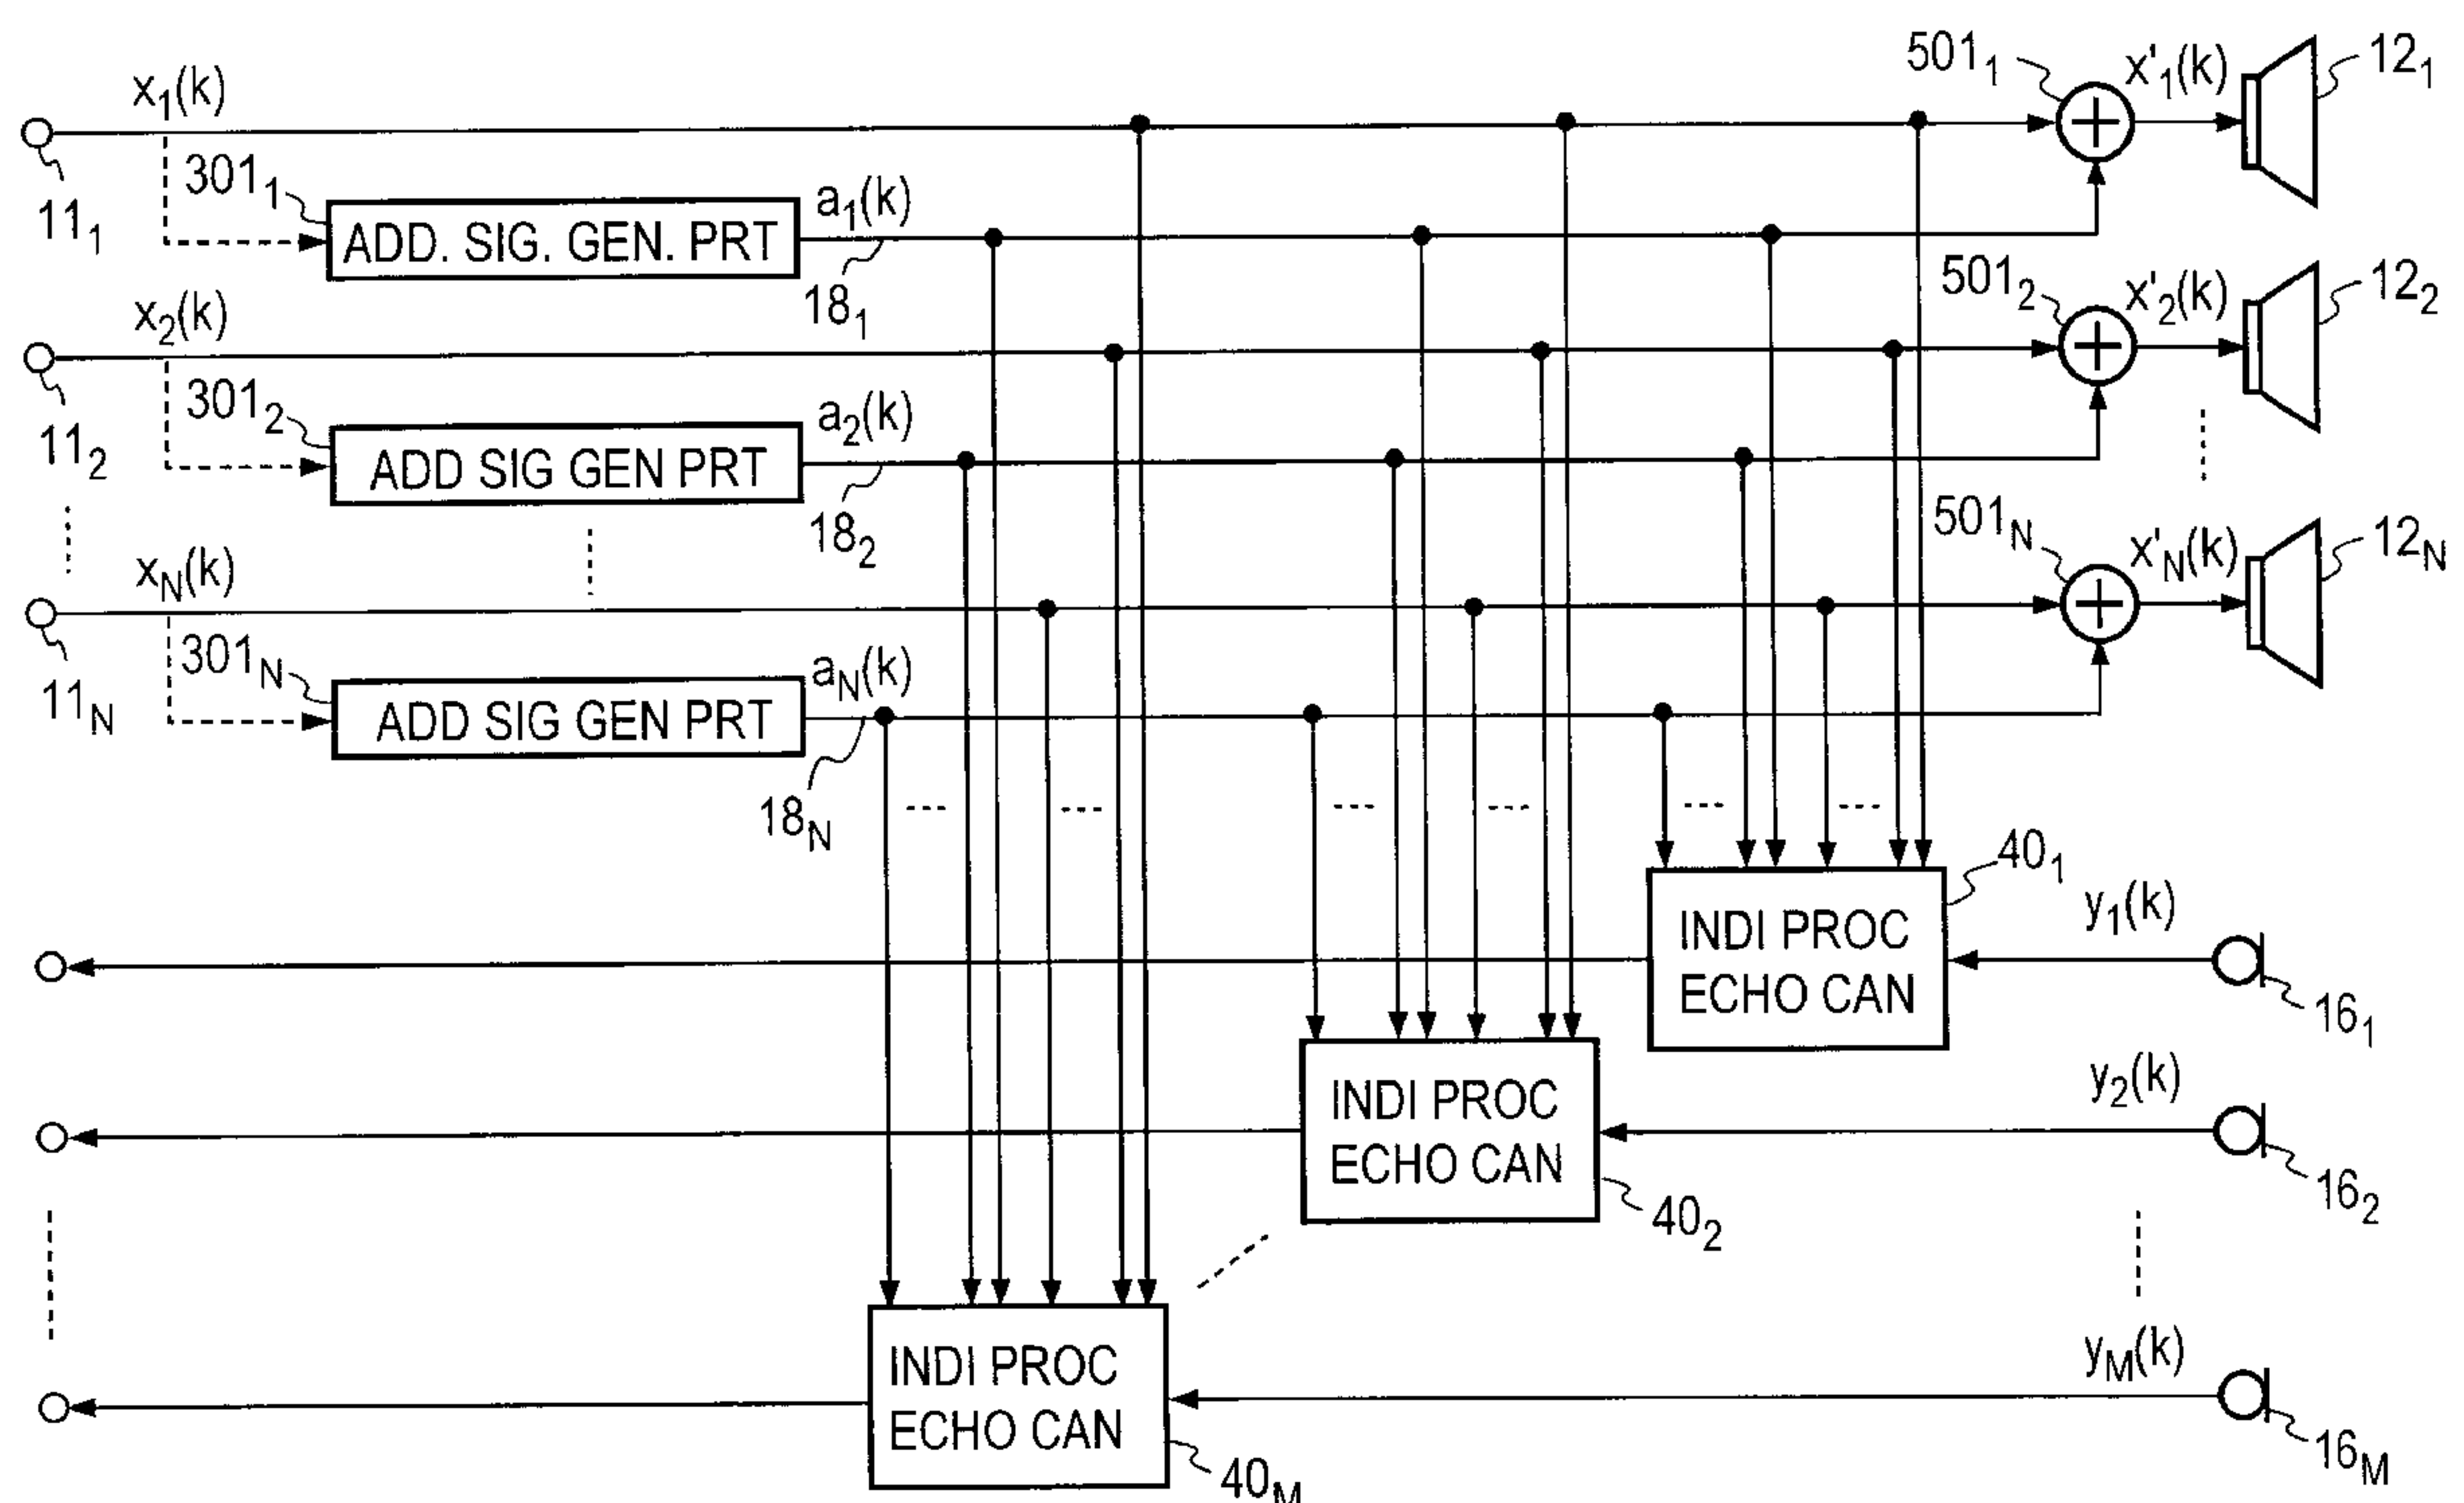 x₁(k)
501₁
x'₁(k)
12₁
301₁
11₁
ADD. SIG. GEN. PRT
a₁(k)
18₁
x₂(k)
501₂
x'₂(k)
12₂
301₂
11₂
ADD SIG GEN PRT
a₂(k)
18₂
xN(k)
501N
x'N(k)
12N
301N
11N
ADD SIG GEN PRT
aN(k)
18N
40₁
INDI PROC
ECHO CAN
y₁(k)
16₁
INDI PROC
ECHO CAN
40₂
y₂(k)
16₂
INDI PROC
ECHO CAN
40M
yM(k)
16M